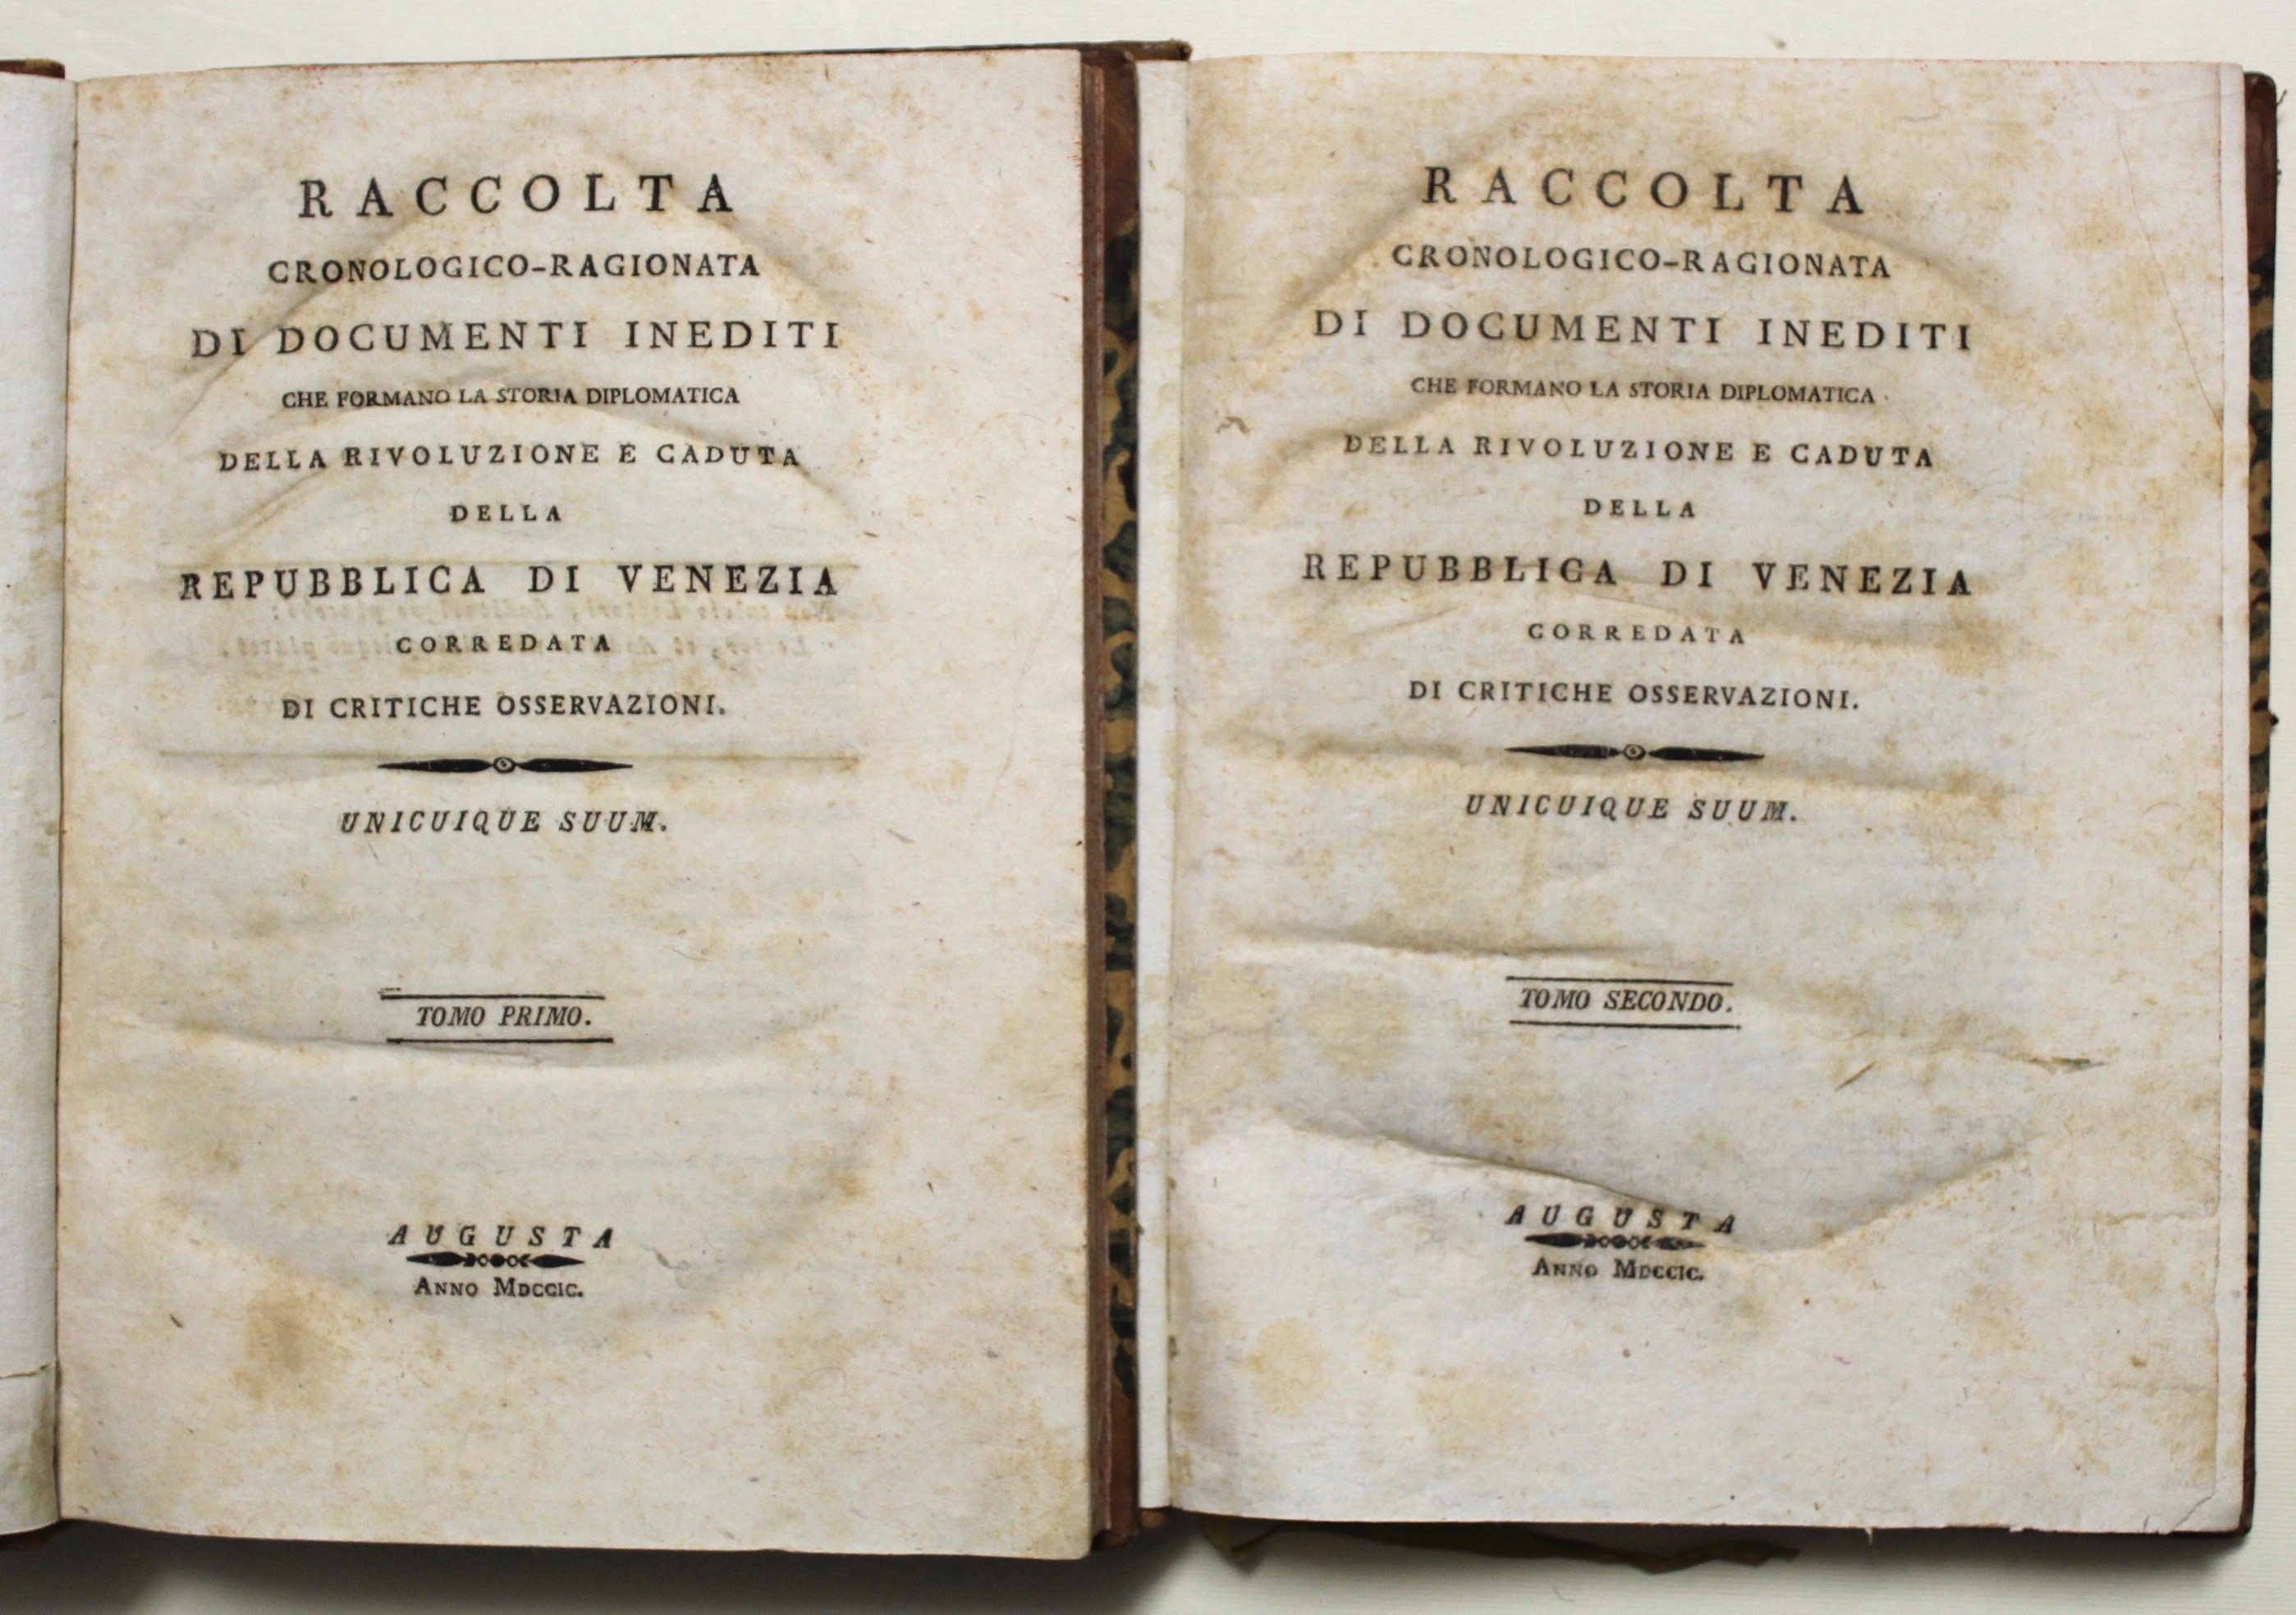 RACCOLTA
CRONOLOGICO-RAGIONATA
DI DOCUMENTI INEDITI
CHE FORMANO LA STORIA DIPLOMATICA
DELLA RIVOLUZIONE E CADUTA
DELLA
REPUBBLICA DI VENEZIA
CORREDATA
DI CRITICHE OSSERVAZIONI.
UNICUIQUE SUUM.
TOMO PRIMO.
AUGUSTA
ANNO MDCCIC.
RACCOLTA
CRONOLOGICO-RAGIONATA
DI DOCUMENTI INEDITI
CHE FORMANO LA STORIA DIPLOMATICA
DELLA RIVOLUZIONE E CADUTA
DELLA
REPUBBLICA DI VENEZIA
CORREDATA
DI CRITICHE OSSERVAZIONI.
UNICUIQUE SUUM.
TOMO SECONDO.
AUGUSTA
ANNO MDCCIC.